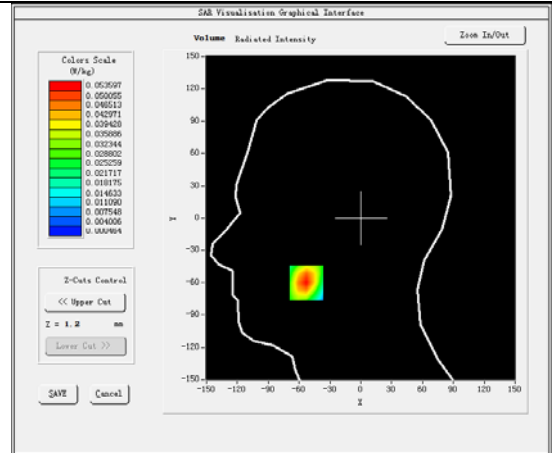 SAR Visualisation Graphical Interface
Volume Radiated Intensity
Zoom In/Out
Colors Scale
(W/kg)
0.053597
0.050055
0.046513
0.042971
0.039428
0.035886
0.032344
0.028802
0.025259
0.021717
0.018175
0.014633
0.011090
0.007548
0.004006
0.000464
Z-Cuts Control
<< Upper Cut
Z = 1.2 mm
Lower Cut >>
SAVE Cancel
150
120
90
60
30
0
-30
-60
-90
-120
-150
Y
-150 -120 -90 -60 -30 0 30 60 90 120 150
X